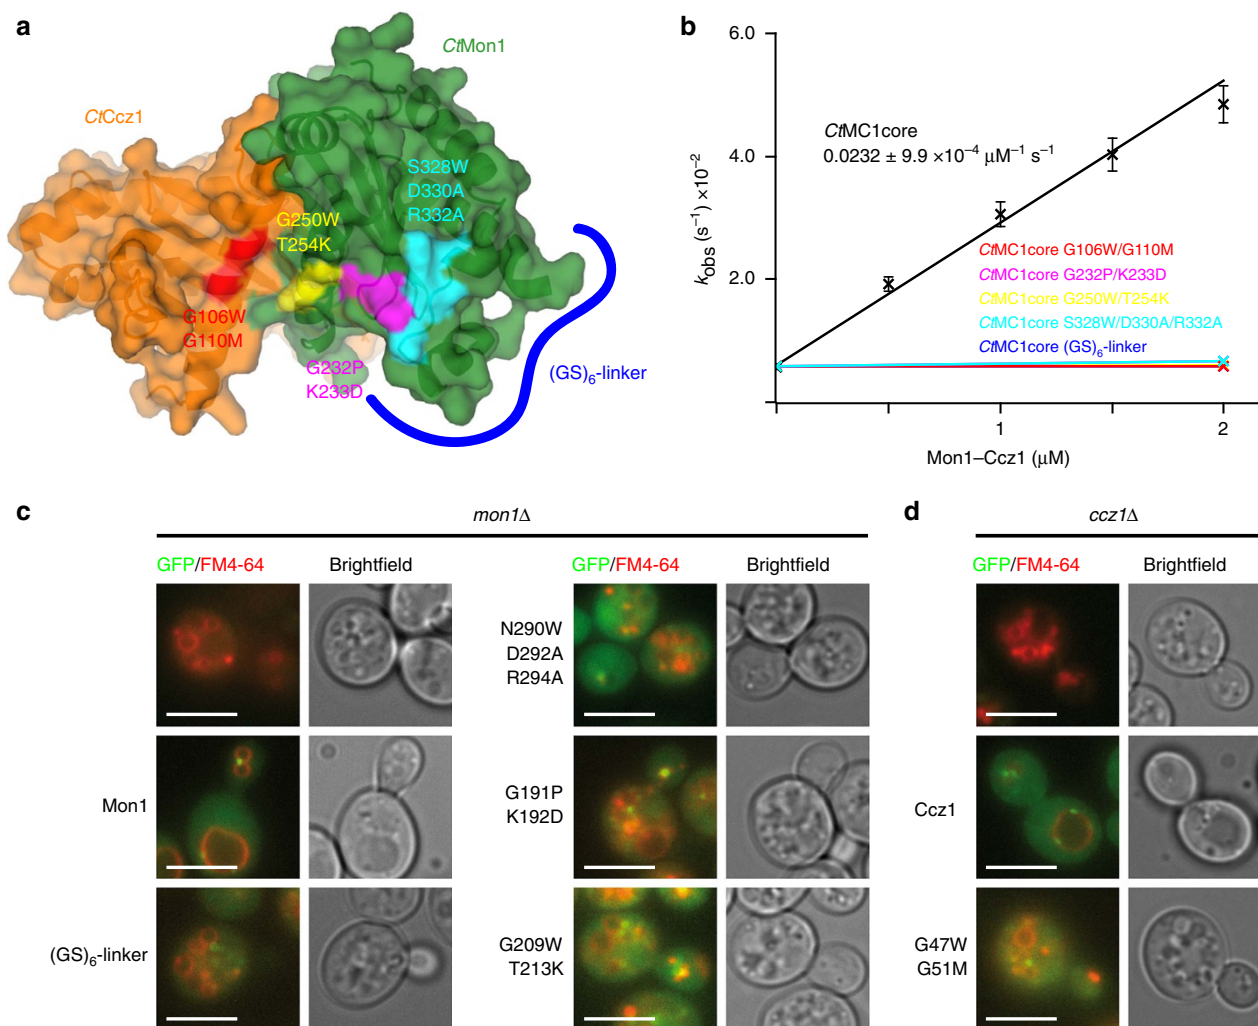 a
CtCcz1
CtMon1
S328W
D330A
R332A
G250W
T254K
G106W
G110M
G232P
K233D
(GS)6-linker
b
6.0
4.0
2.0
kobs (s−1) ×10−2
CtMC1core
0.0232 ± 9.9 ×10−4 μM−1 s−1
CtMC1core G106W/G110M
CtMC1core G232P/K233D
CtMC1core G250W/T254K
CtMC1core S328W/D330A/R332A
CtMC1core (GS)6-linker
1
2
Mon1–Ccz1 (μM)
c
mon1Δ
GFP/FM4-64
Brightfield
GFP/FM4-64
Brightfield
N290W
D292A
R294A
Mon1
G191P
K192D
(GS)6-linker
G209W
T213K
d
ccz1Δ
GFP/FM4-64
Brightfield
Ccz1
G47W
G51M